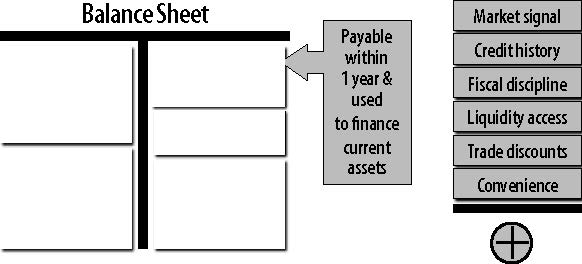 Balance Sheet
Payable
within
1 year &
used
to finance
current
assets
Market signal
Credit history
Fiscal discipline
Liquidity access
Trade discounts
Convenience